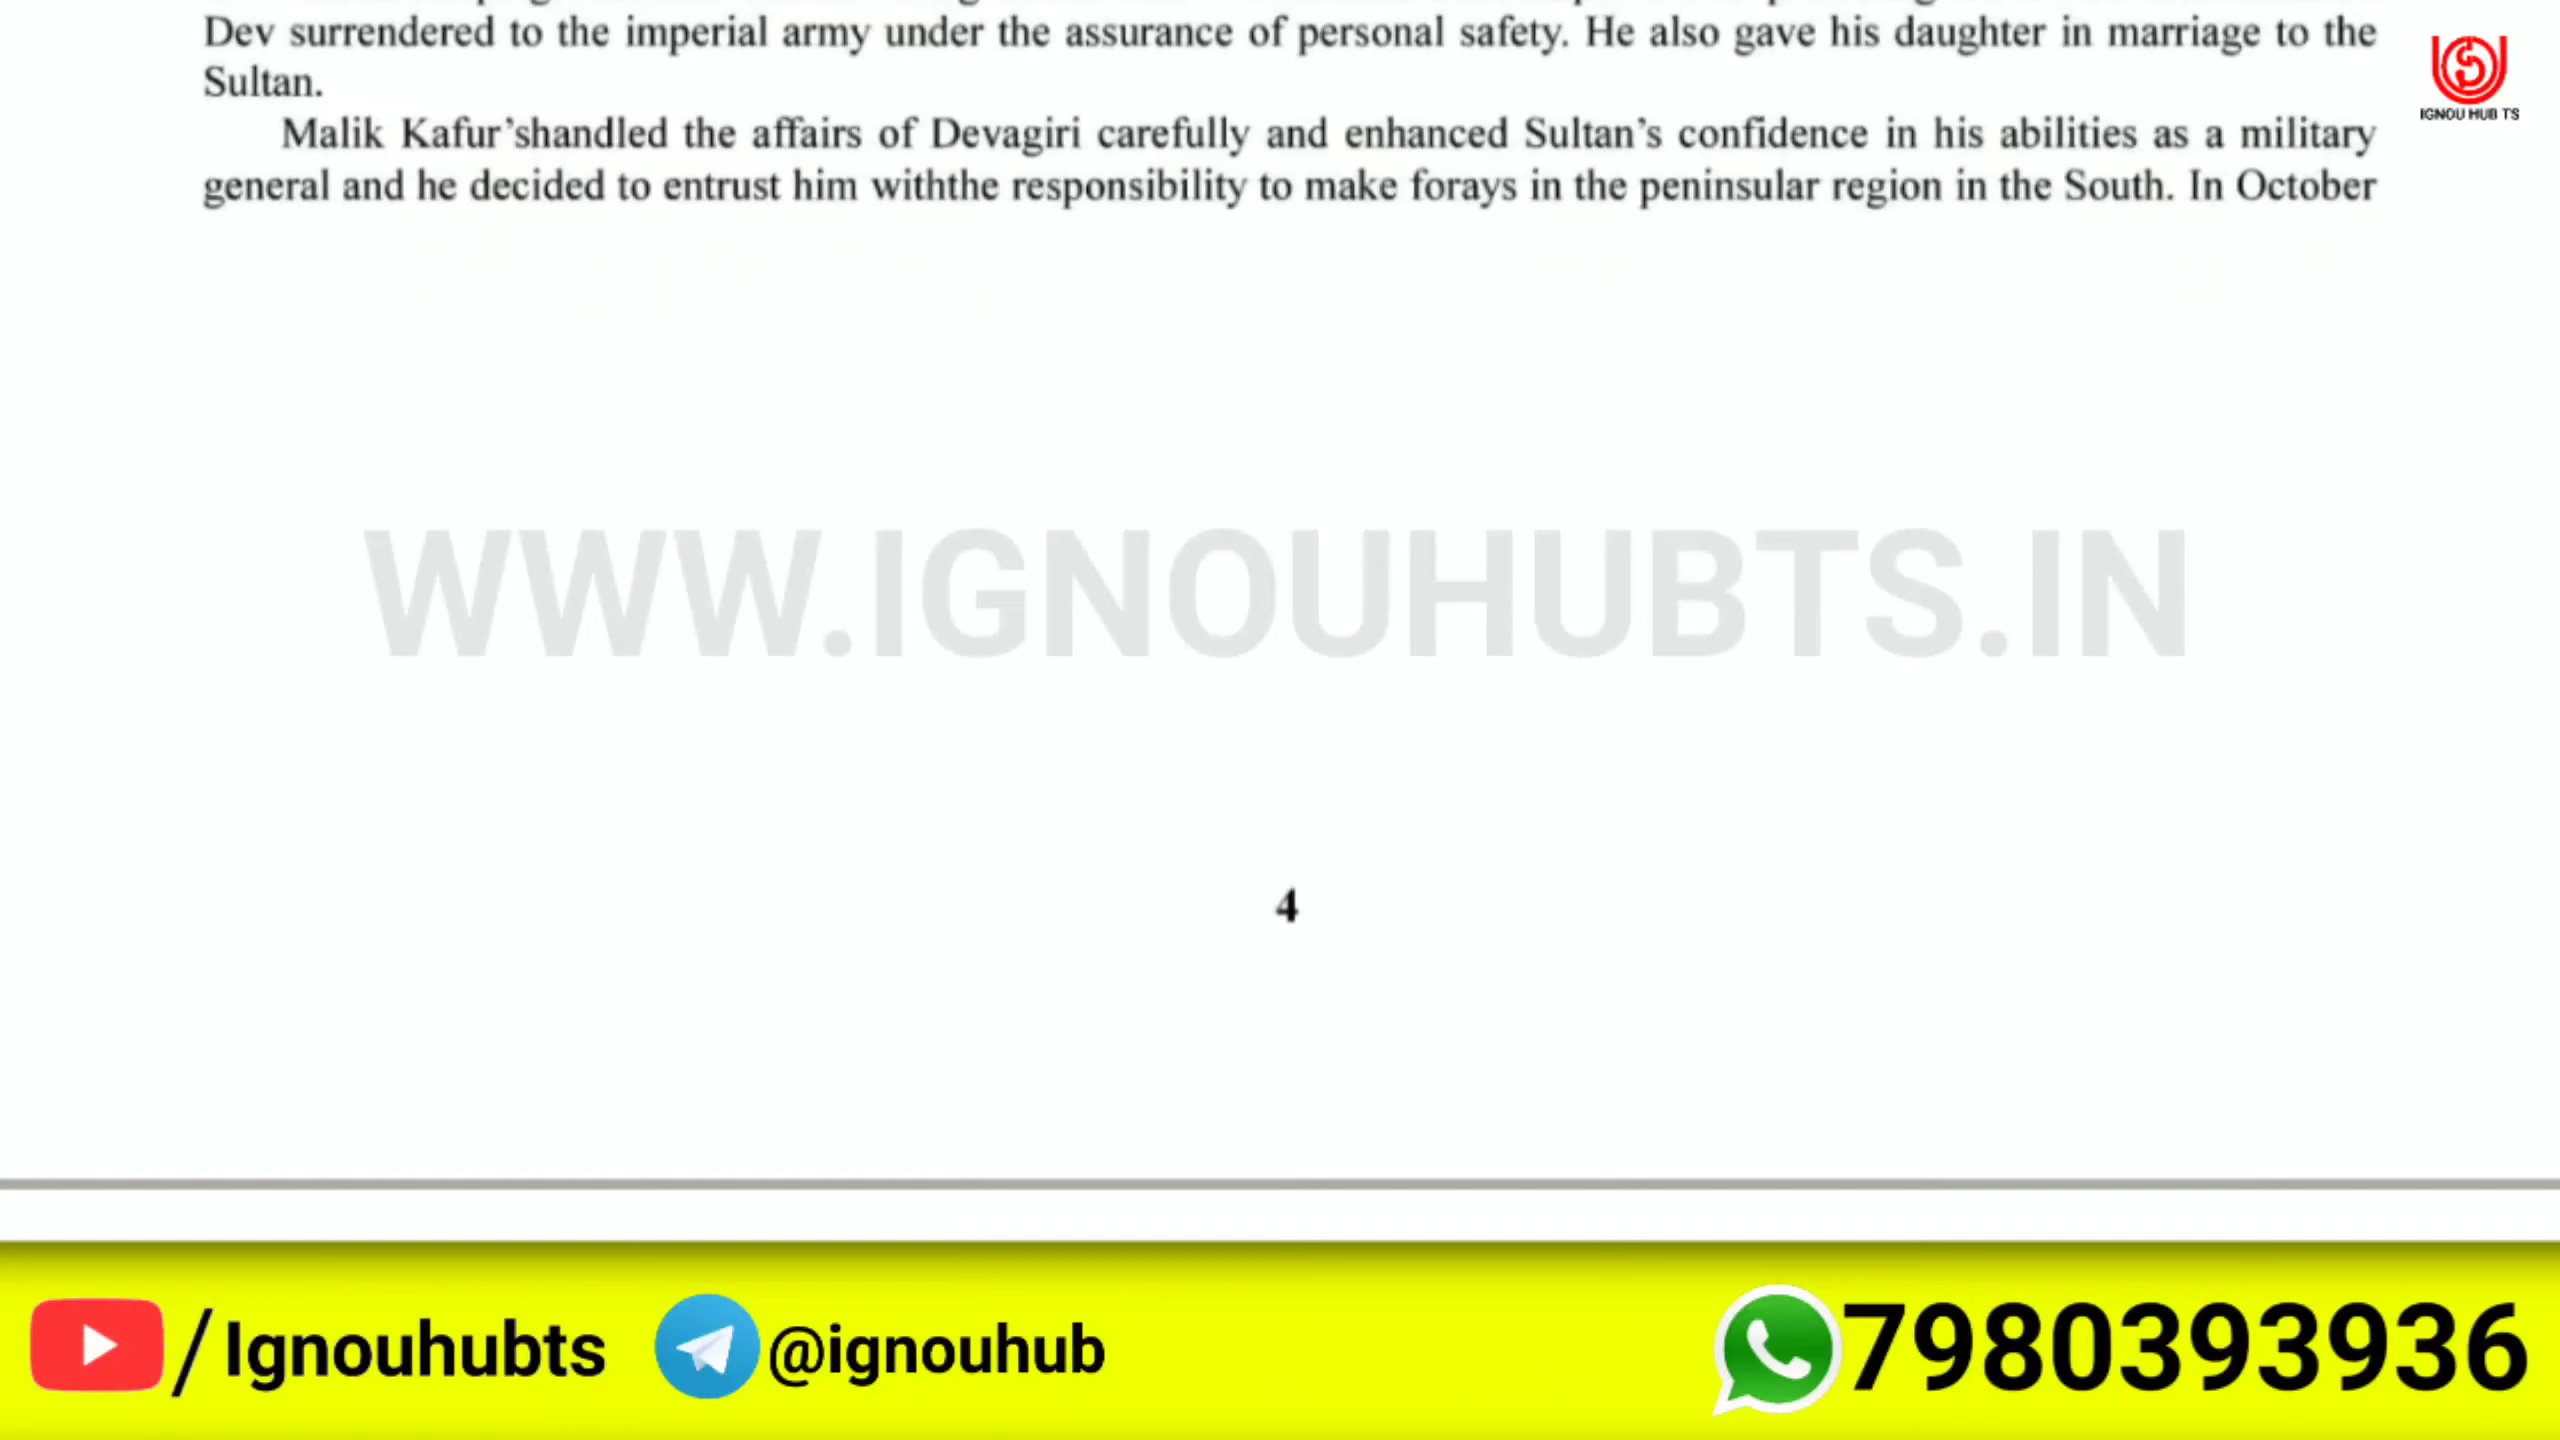 Dev surrendered to the imperial army under the assurance of personal safety. He also gave his daughter in marriage to the
Sultan.
Malik Kafur’shandled the affairs of Devagiri carefully and enhanced Sultan’s confidence in his abilities as a military
general and he decided to entrust him withthe responsibility to make forays in the peninsular region in the South. In October
IGNOU HUB TS
WWW.IGNOUHUBTS.IN
4
/Ignouhubts
@ignouhub
7980393936